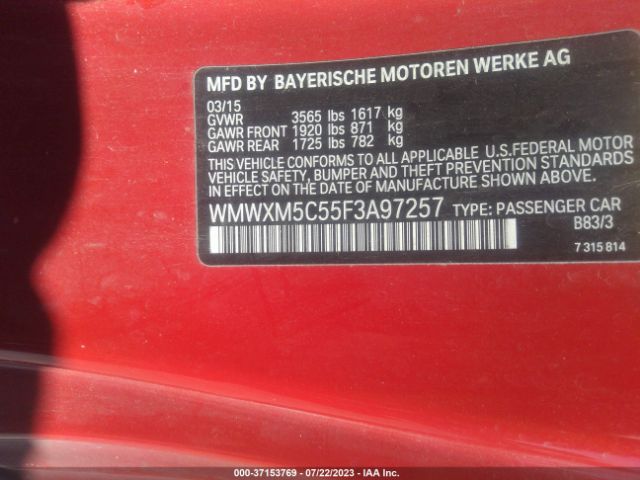 MFD BY BAYERISCHE MOTOREN WERKE AG
03/15
GVWR 3565 lbs 1617 kg
GAWR FRONT 1920 lbs 871 kg
GAWR REAR 1725 lbs 782 kg
THIS VEHICLE CONFORMS TO ALL APPLICABLE U.S.FEDERAL MOTOR
VEHICLE SAFETY, BUMPER AND THEFT PREVENTION STANDARDS
IN EFFECT ON THE DATE OF MANUFACTURE SHOWN ABOVE.
WMWXM5C55F3A97257 TYPE: PASSENGER CAR
B83/3
7 315 814
000-37153769 - 07/22/2023 - IAA Inc.